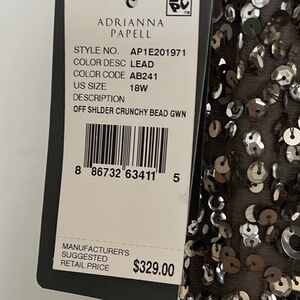 ADRIANNA
PAPELL
STYLE NO. AP1E201971
COLOR DESC LEAD
COLOR CODE AB241
US SIZE 18W
DESCRIPTION
OFF SHLDER CRUNCHY BEAD GWN
8 86732 63411 5
MANUFACTURER'S
SUGGESTED
RETAIL PRICE $329.00